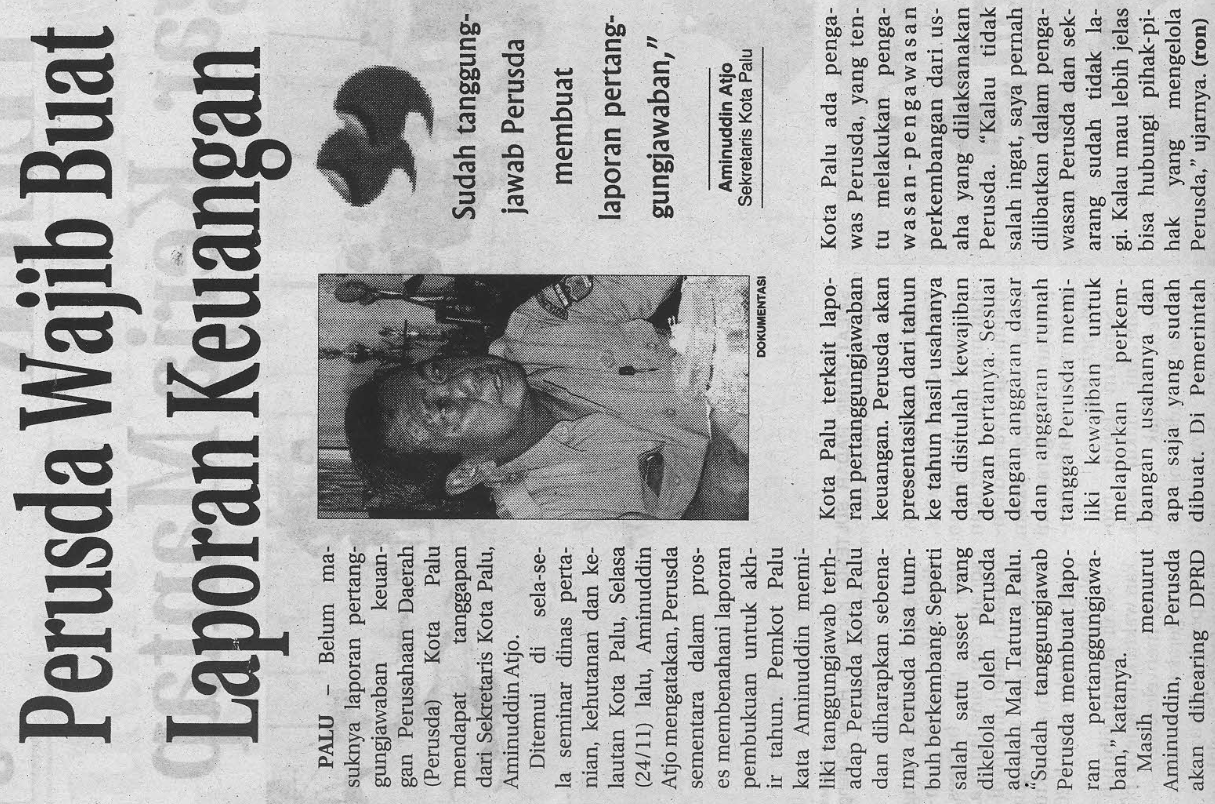 Perusda Wajib Buat
Laporan Keuangan
PALU – Belum ma-
suknya laporan pertang-
gungjawaban keuan-
gan Perusahaan Daerah
(Perusda) Kota Palu
mendapat tanggapan
dari Sekretaris Kota Palu,
Aminuddin Atjo.
Ditemui di sela-se-
la seminar dinas perta-
nian, kehutanan dan ke-
lautan Kota Palu, Selasa
(24/11) lalu, Aminuddin
Atjo mengatakan, Perusda
sementara dalam pros-
es membenahani laporan
pembukuan untuk akh-
ir tahun. Pemkot Palu
kata Aminuddin memi-
liki tanggungjawab terh-
adap Perusda Kota Palu
dan diharapkan sebena-
rnya Perusda bisa tum-
buh berkembang. Seperti
salah satu asset yang
dikelola oleh Perusda
adalah Mal Tatura Palu.
“Sudah tanggungjawab
Perusda membuat lapo-
ran pertanggungjawa-
ban,” katanya.
Masih menurut
Aminuddin, Perusda
akan dihearing DPRD
DOKUMENTASI
Sudah tanggung-
jawab Perusda
membuat
laporan pertang-
gungjawaban,”
Aminuddin Atjo
Sekretaris Kota Palu
Kota Palu terkait lapo-
ran pertanggungjawaban
keuangan. Perusda akan
presentasikan dari tahun
ke tahun hasil usahanya
dan disitulah kewajiban
dewan bertanya. Sesuai
dengan anggaran dasar
dan anggaran rumah
tangga Perusda memi-
liki kewajiban untuk
melaporkan perkem-
bangan usahanya dan
apa saja yang sudah
dibuat. Di Pemerintah
Kota Palu ada penga-
was Perusda, yang ten-
tu melakukan penga-
wasan-pengawasan
perkembangan dari us-
aha yang dilaksanakan
Perusda. “Kalau tidak
salah ingat, saya pernah
dilibatkan dalam penga-
wasan Perusda dan sek-
arang sudah tidak la-
gi. Kalau mau lebih jelas
bisa hubungi pihak-pi-
hak yang mengelola
Perusda,” ujarnya. (ron)